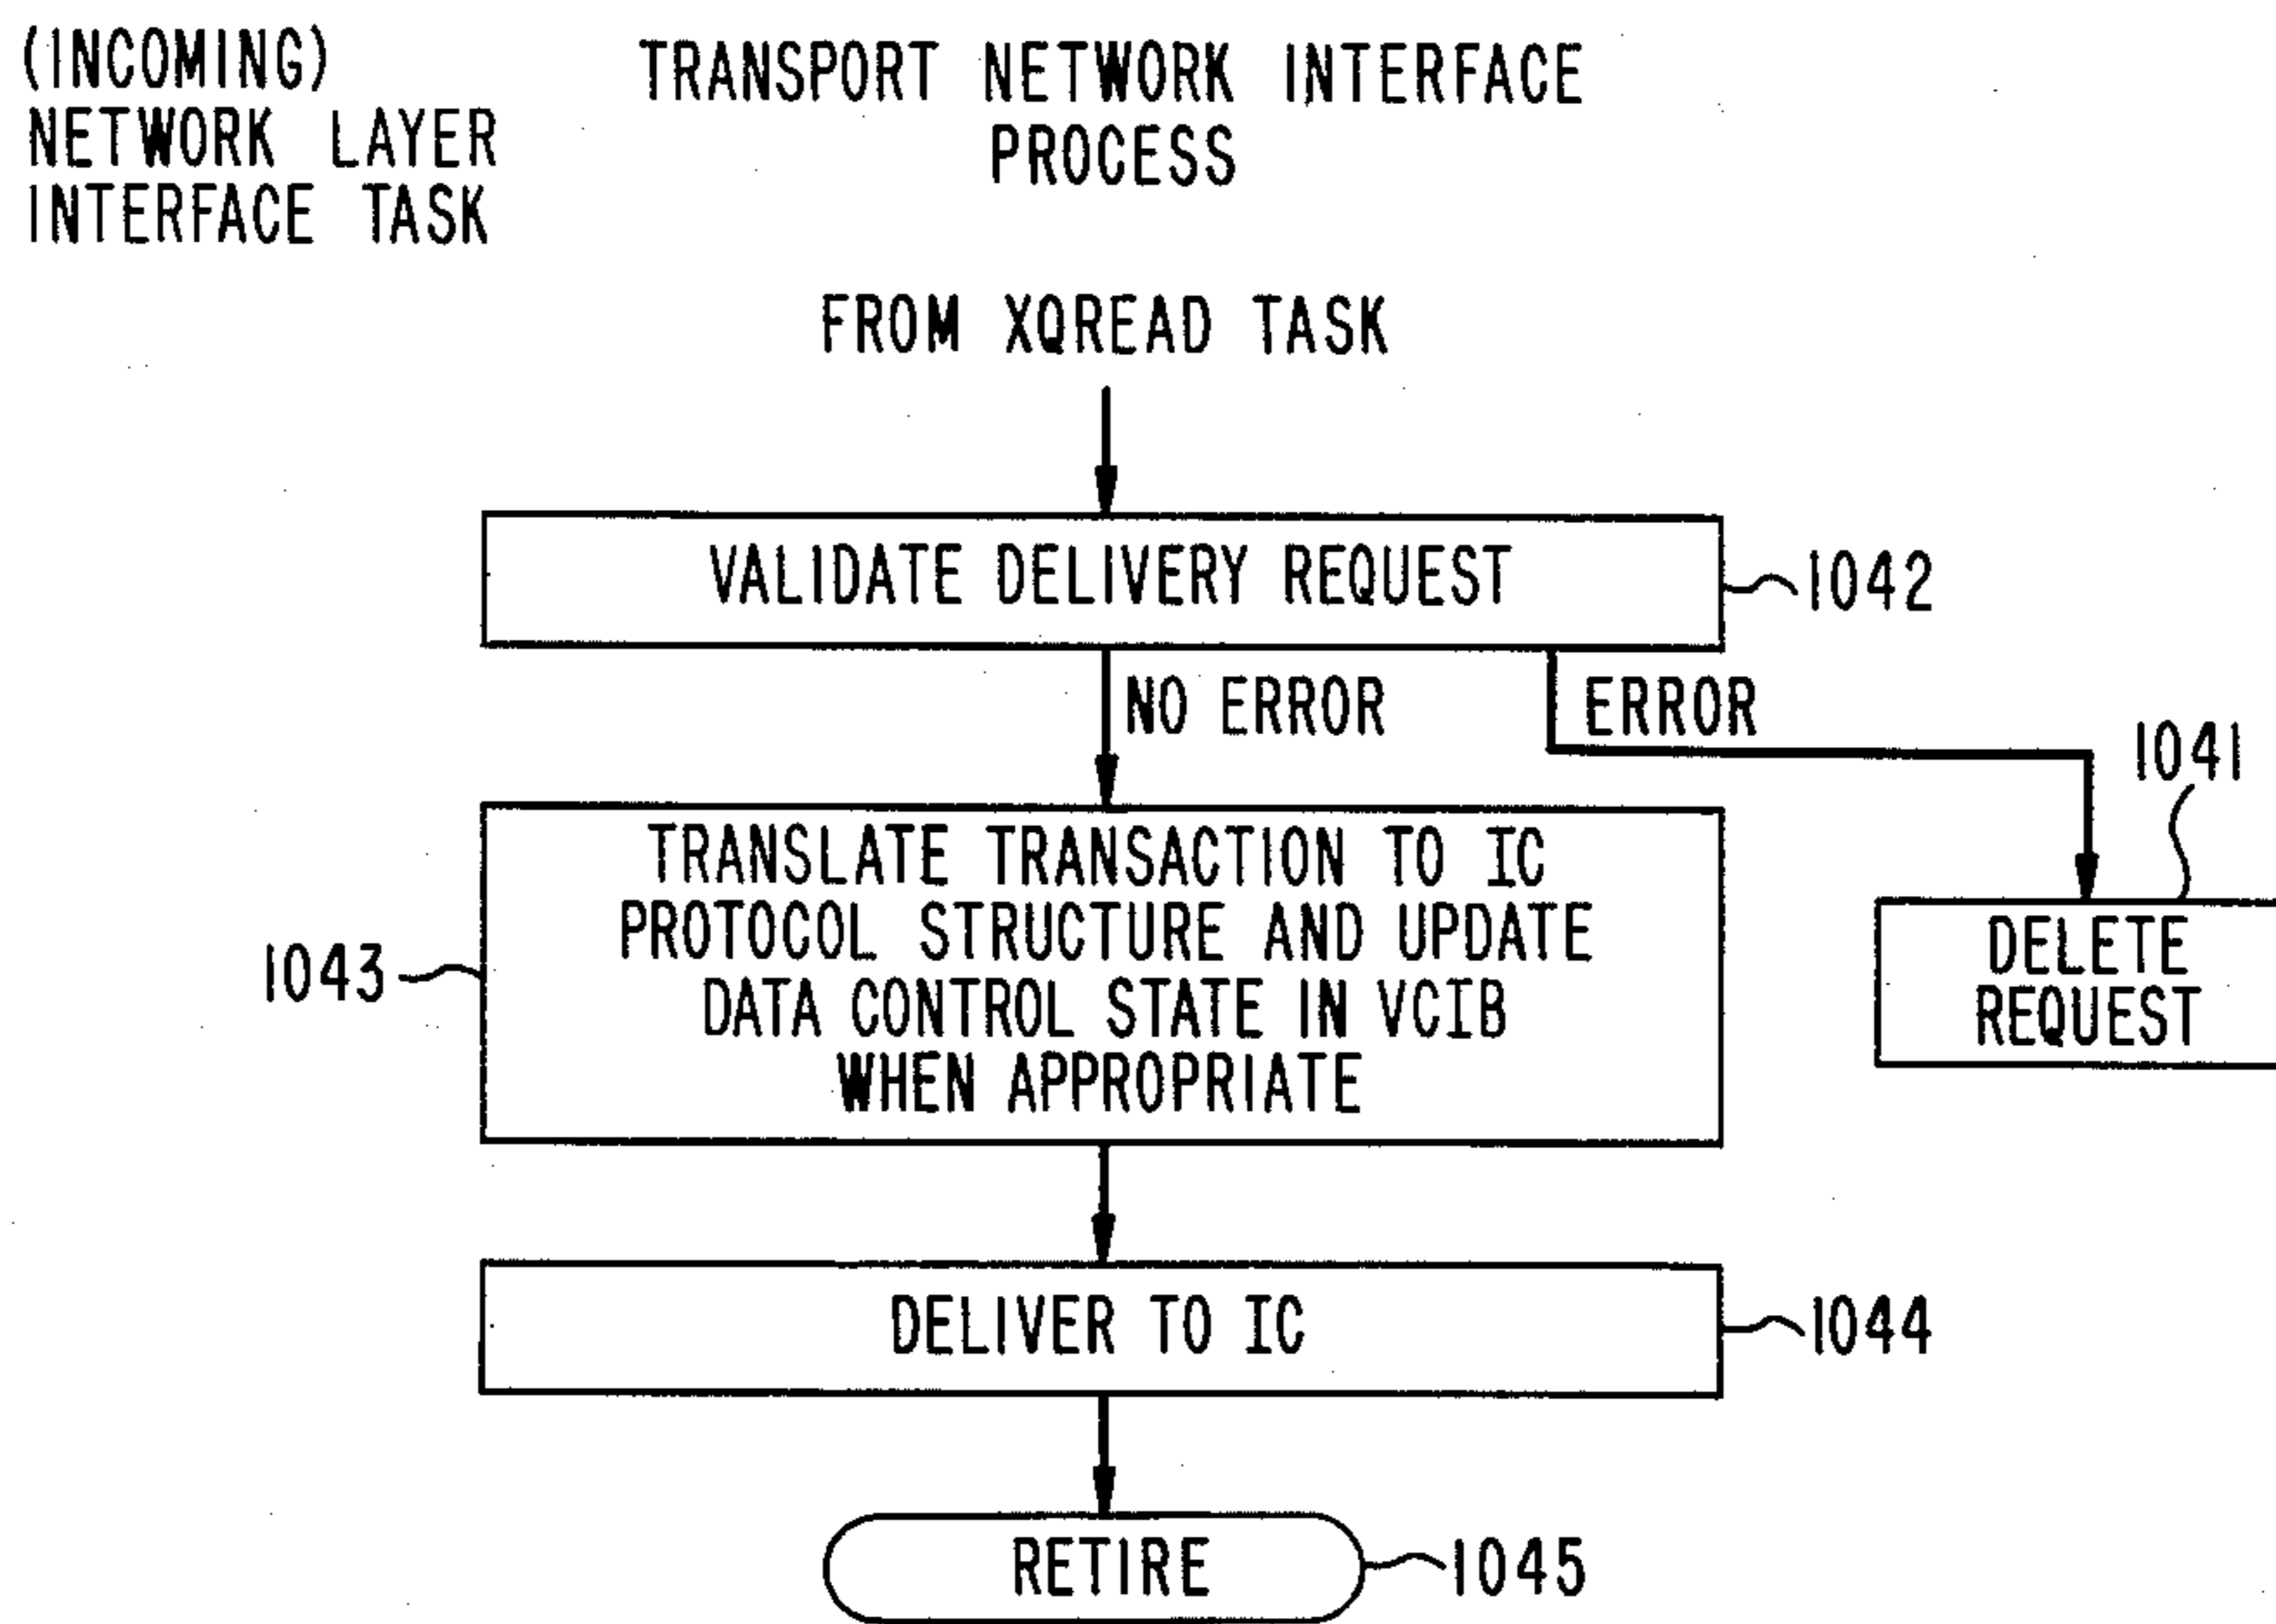 (INCOMING)
NETWORK LAYER
INTERFACE TASK
TRANSPORT NETWORK INTERFACE
PROCESS
FROM XQREAD TASK
VALIDATE DELIVERY REQUEST
1042
NO ERROR
ERROR
1041
TRANSLATE TRANSACTION TO IC
PROTOCOL STRUCTURE AND UPDATE
DATA CONTROL STATE IN VCIB
WHEN APPROPRIATE
1043
DELETE
REQUEST
DELIVER TO IC
1044
RETIRE
1045